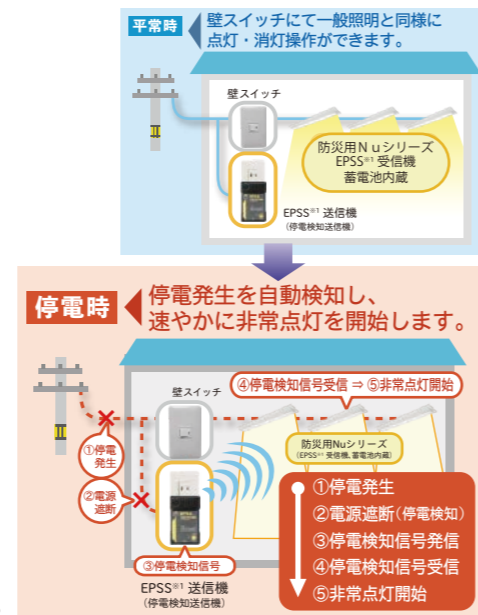 平常時
壁スイッチにて一般照明と同様に
点灯・消灯操作ができます。
壁スイッチ
防災用Ｎｕシリーズ
EPSS※1 受信機
蓄電池内蔵
EPSS※1 送信機
(停電検知送信機)
停電時
停電発生を自動検知し、
速やかに非常点灯を開始します。
壁スイッチ
④停電検知信号受信 ⇒ ⑤非常点灯開始
①停電
発生
②電源
遮断
防災用Nuシリーズ
(EPSS※1 受信機、蓄電池内蔵)
③停電検知信号
EPSS※1 送信機
(停電検知送信機)
①停電発生
②電源遮断(停電検知)
③停電検知信号発信
④停電検知信号受信
⑤非常点灯開始